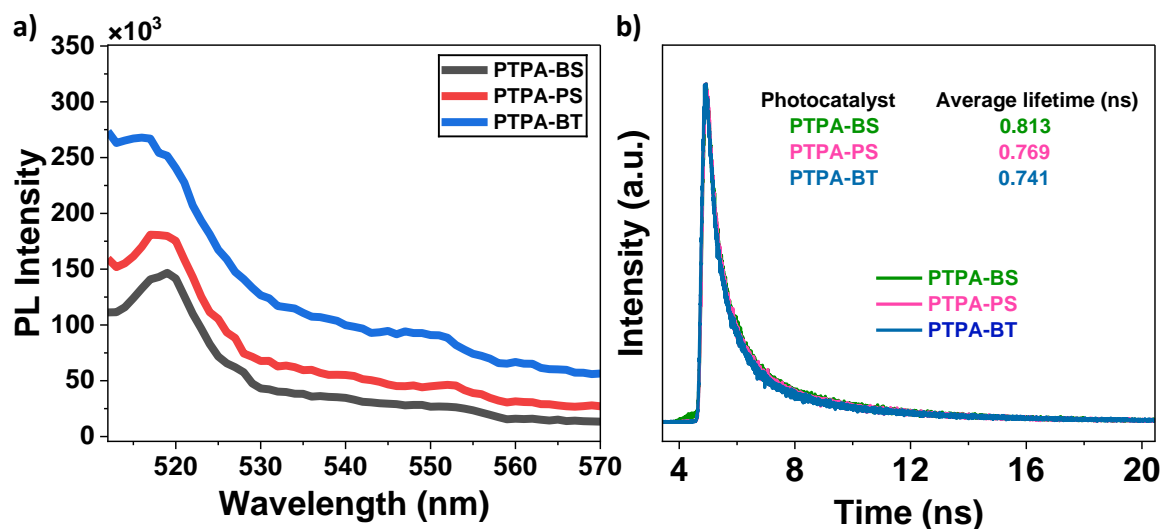 a)
×10³
350
300
250
200
150
100
50
0
PL Intensity
PTPA-BS
PTPA-PS
PTPA-BT
520 530 540 550 560 570
Wavelength (nm)
b)
Intensity (a.u.)
Photocatalyst Average lifetime (ns)
PTPA-BS 0.813
PTPA-PS 0.769
PTPA-BT 0.741
PTPA-BS
PTPA-PS
PTPA-BT
4 8 12 16 20
Time (ns)